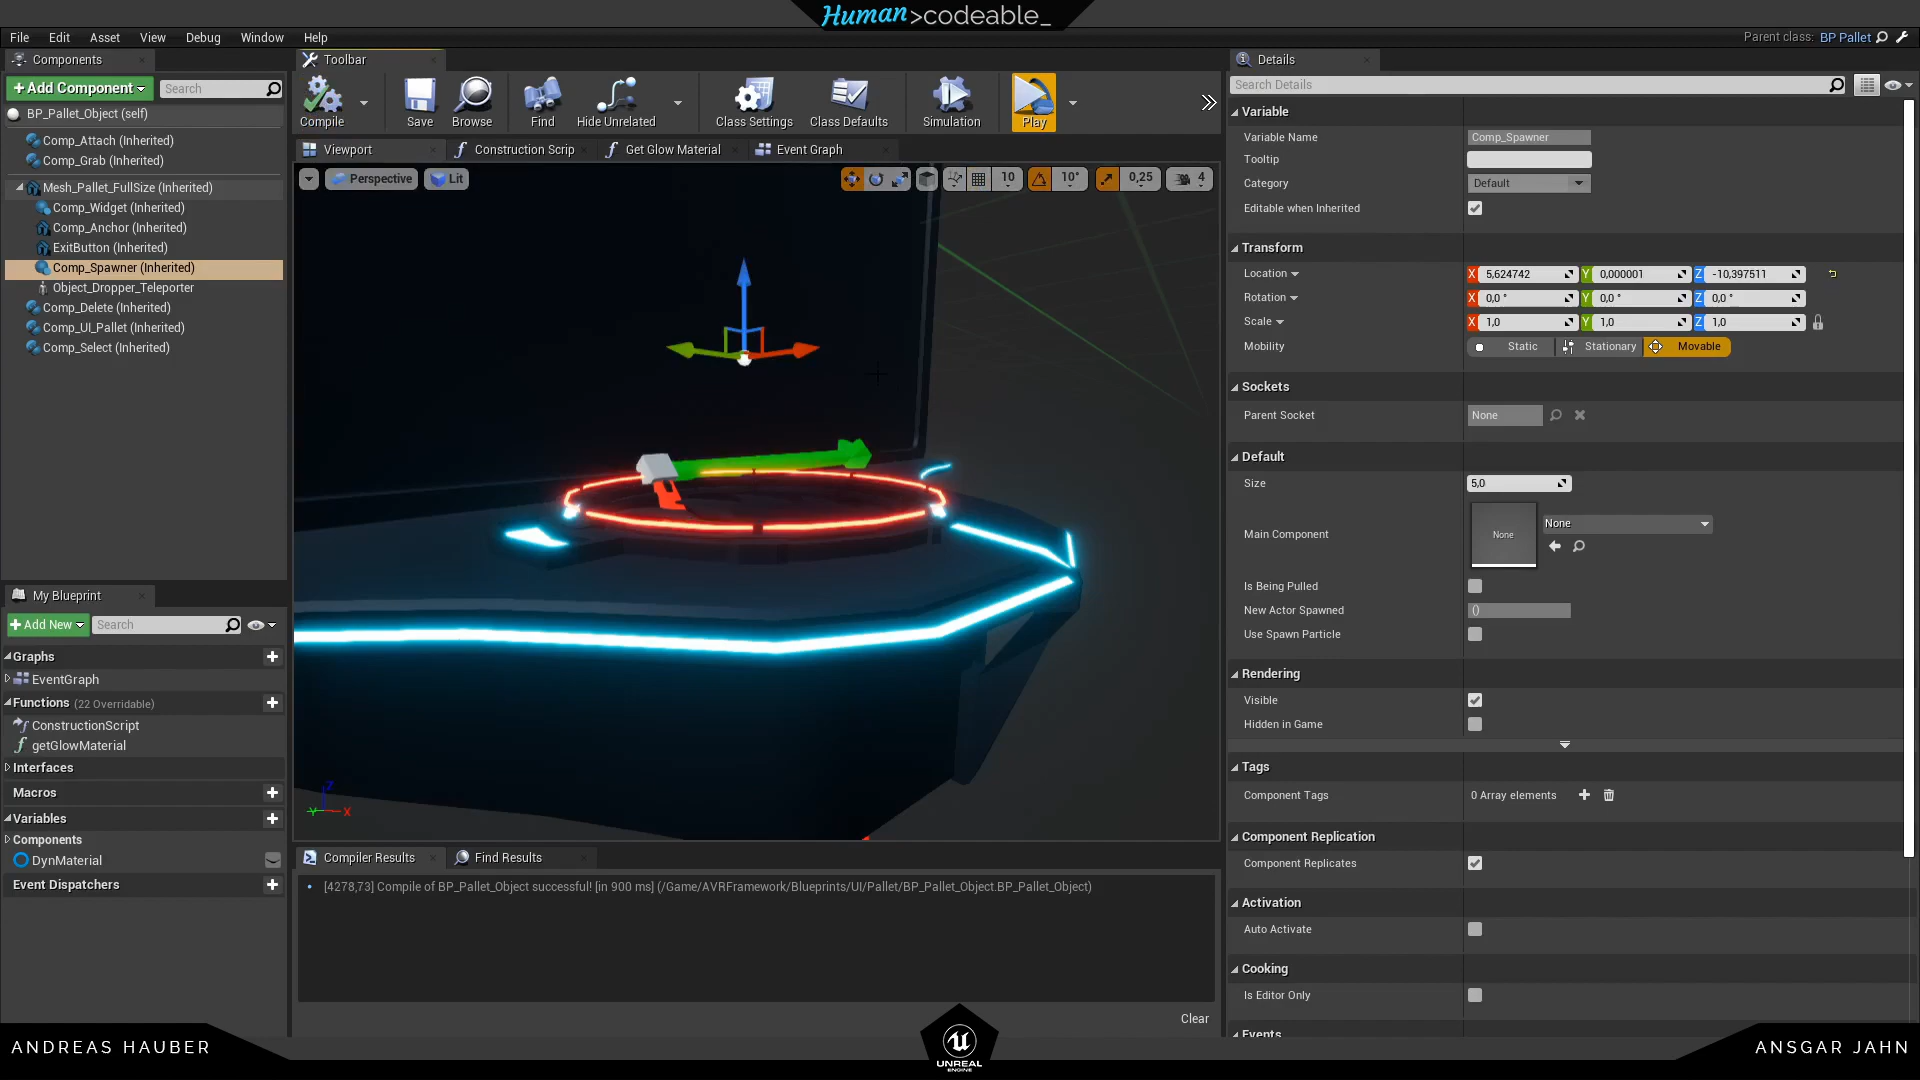 Human>codeable_
File Edit Asset View Debug Window Help
Parent class: BP Pallet
Components
Add Component
Search
BP_Pallet_Object (self)
Comp_Attach (Inherited)
Comp_Grab (Inherited)
Mesh_Pallet_FullSize (Inherited)
Comp_Widget (Inherited)
Comp_Anchor (Inherited)
ExitButton (Inherited)
Comp_Spawner (Inherited)
Object_Dropper_Teleporter
Comp_Delete (Inherited)
Comp_UI_Pallet (Inherited)
Comp_Select (Inherited)
My Blueprint
Add New
Search
Graphs
EventGraph
Functions (22 Overridable)
ConstructionScript
getGlowMaterial
Interfaces
Macros
Variables
Components
DynMaterial
Event Dispatchers
Toolbar
Compile
Save
Browse
Find
Hide Unrelated
Class Settings
Class Defaults
Simulation
Play
Viewport
Construction Scrip
Get Glow Material
Event Graph
Perspective
Lit
10
10°
0,25
4
Z
Y
X
Compiler Results
Find Results
[4278,73] Compile of BP_Pallet_Object successful! [in 900 ms] (/Game/AVRFramework/Blueprints/UI/Pallet/BP_Pallet_Object.BP_Pallet_Object)
Clear
Details
Search Details
Variable
Variable Name Comp_Spawner
Tooltip
Category Default
Editable when Inherited
Transform
Location X 5,624742 Y 0,000001 Z -10,397511
Rotation X 0,0 ° Y 0,0 ° Z 0,0 °
Scale X 1,0 Y 1,0 Z 1,0
Mobility Static Stationary Movable
Sockets
Parent Socket None
Default
Size 5,0
Main Component None None
Is Being Pulled
New Actor Spawned ()
Use Spawn Particle
Rendering
Visible
Hidden in Game
Tags
Component Tags 0 Array elements
Component Replication
Component Replicates
Activation
Auto Activate
Cooking
Is Editor Only
Events
ANDREAS HAUBER
UNREAL
ENGINE
ANSGAR JAHN